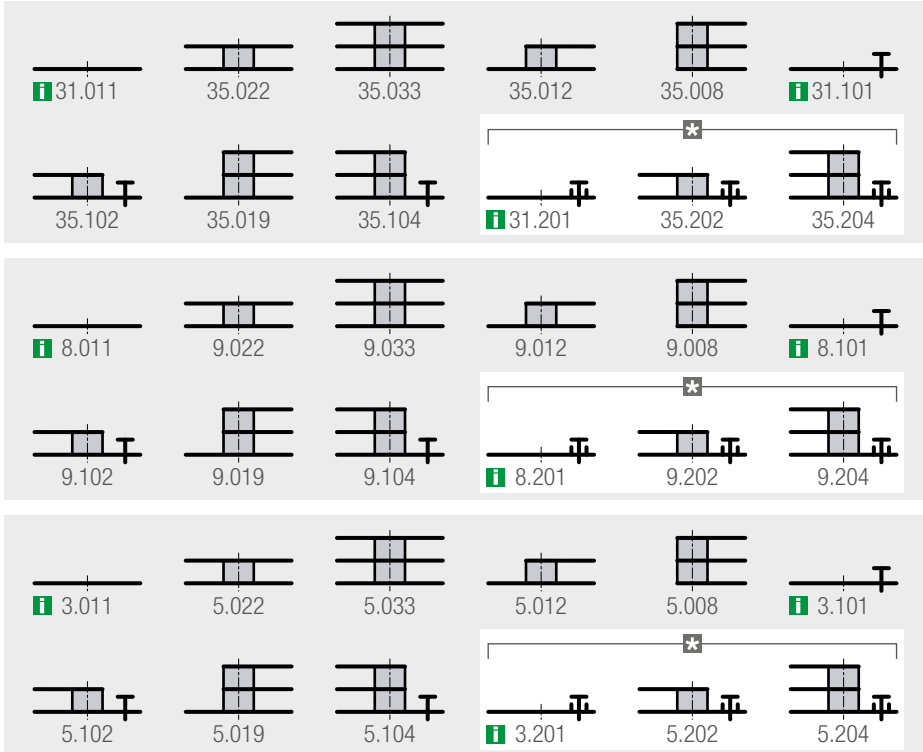 i 31.011 35.022 35.033 35.012 35.008 i 31.101
*
35.102 35.019 35.104 i 31.201 35.202 35.204
i 8.011 9.022 9.033 9.012 9.008 i 8.101
*
9.102 9.019 9.104 i 8.201 9.202 9.204
i 3.011 5.022 5.033 5.012 5.008 i 3.101
*
5.102 5.019 5.104 i 3.201 5.202 5.204